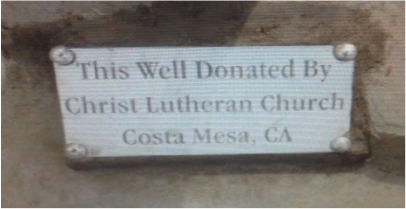 This Well Donated By
Christ Lutheran Church
Costa Mesa, CA